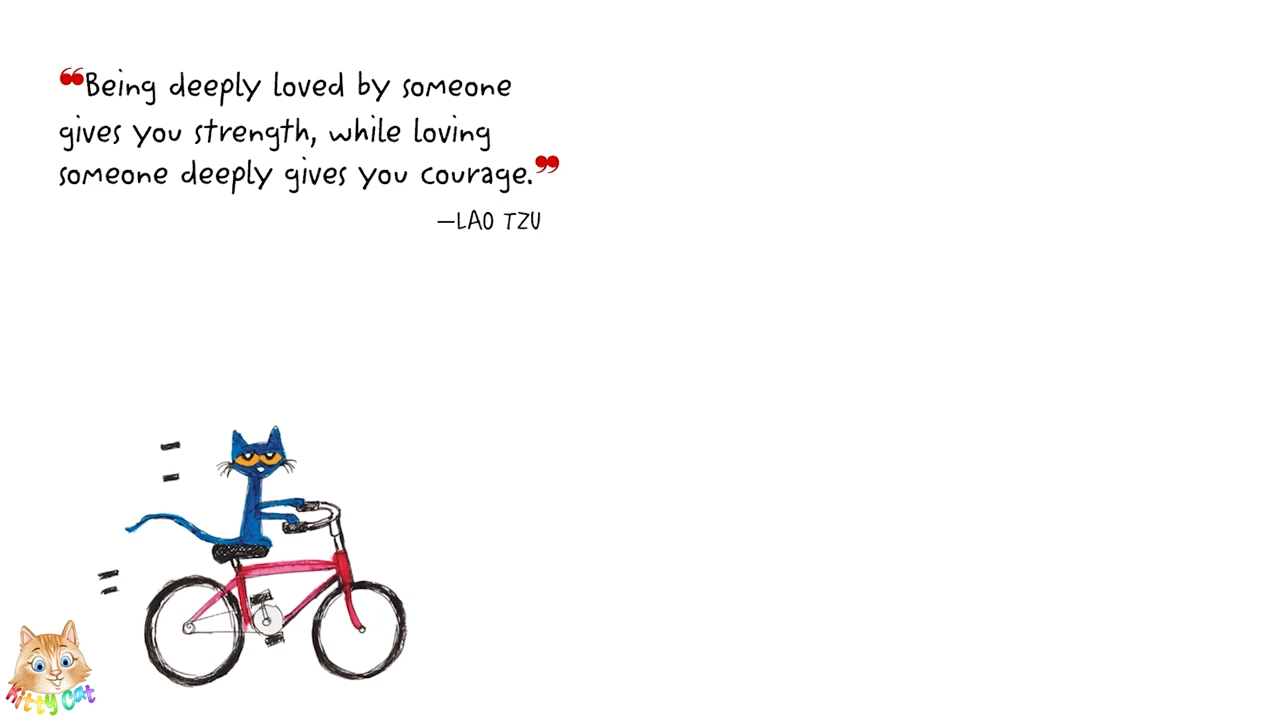 ❝Being deeply loved by someone
gives you strength, while loving
someone deeply gives you courage.❞
—LAO TZU
Kitty Cat